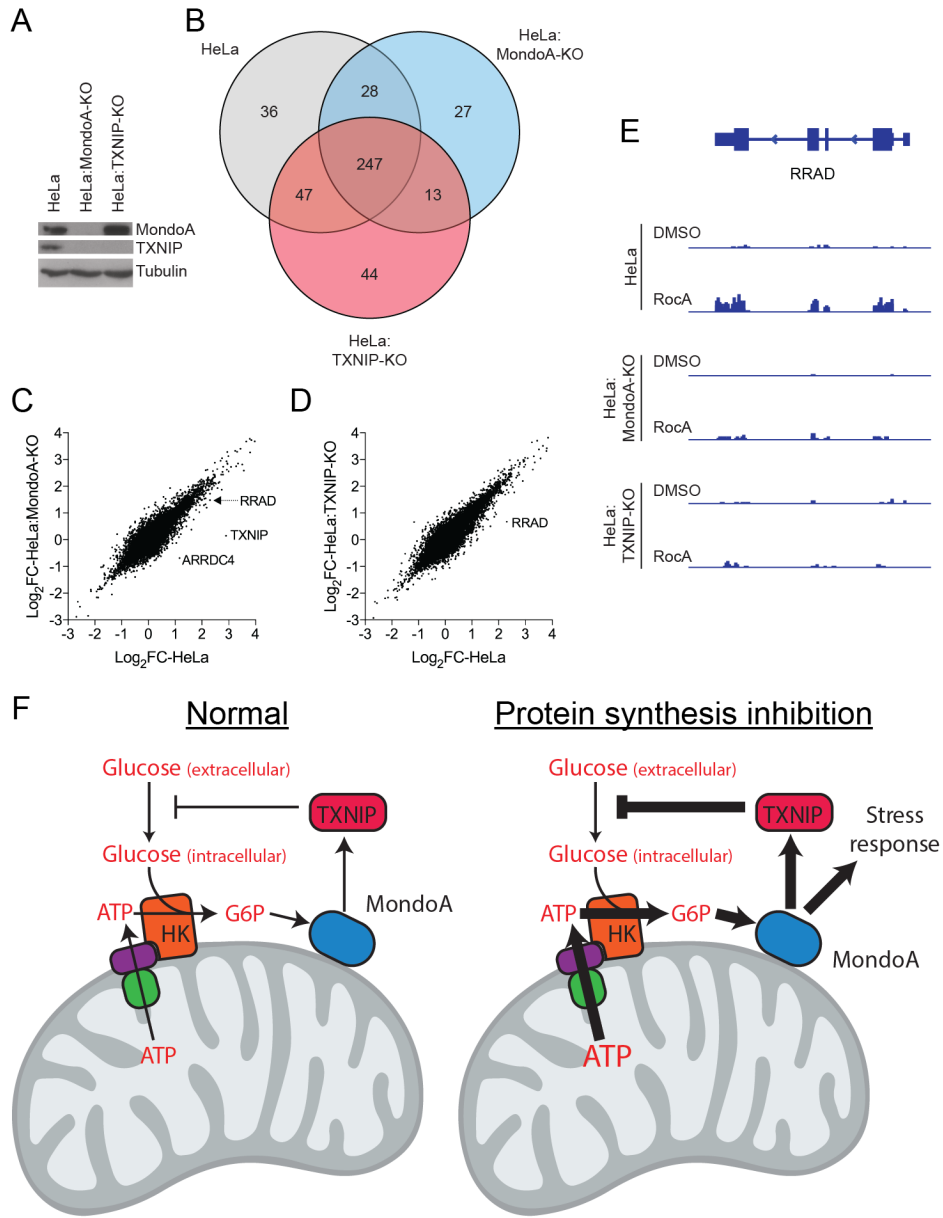 A
HeLa
HeLa:MondoA-KO
HeLa:TXNIP-KO
MondoA
TXNIP
Tubulin
B
HeLa
HeLa:
MondoA-KO
36
28
27
247
47
13
44
HeLa:
TXNIP-KO
C
Log2FC-HeLa:MondoA-KO
4
3
2
1
0
-1
-2
-3
RRAD
TXNIP
ARRDC4
-3 -2 -1 0 1 2 3 4
Log2FC-HeLa
D
Log2FC-HeLa:TXNIP-KO
4
3
2
1
0
-1
-2
-3
RRAD
-3 -2 -1 0 1 2 3 4
Log2FC-HeLa
E
RRAD
HeLa
DMSO
RocA
HeLa:
MondoA-KO
DMSO
RocA
HeLa:
TXNIP-KO
DMSO
RocA
F
Normal
Glucose (extracellular)
TXNIP
Glucose (intracellular)
ATP
HK
G6P
MondoA
ATP
Protein synthesis inhibition
Glucose (extracellular)
TXNIP
Stress
response
Glucose (intracellular)
ATP
HK
G6P
MondoA
ATP